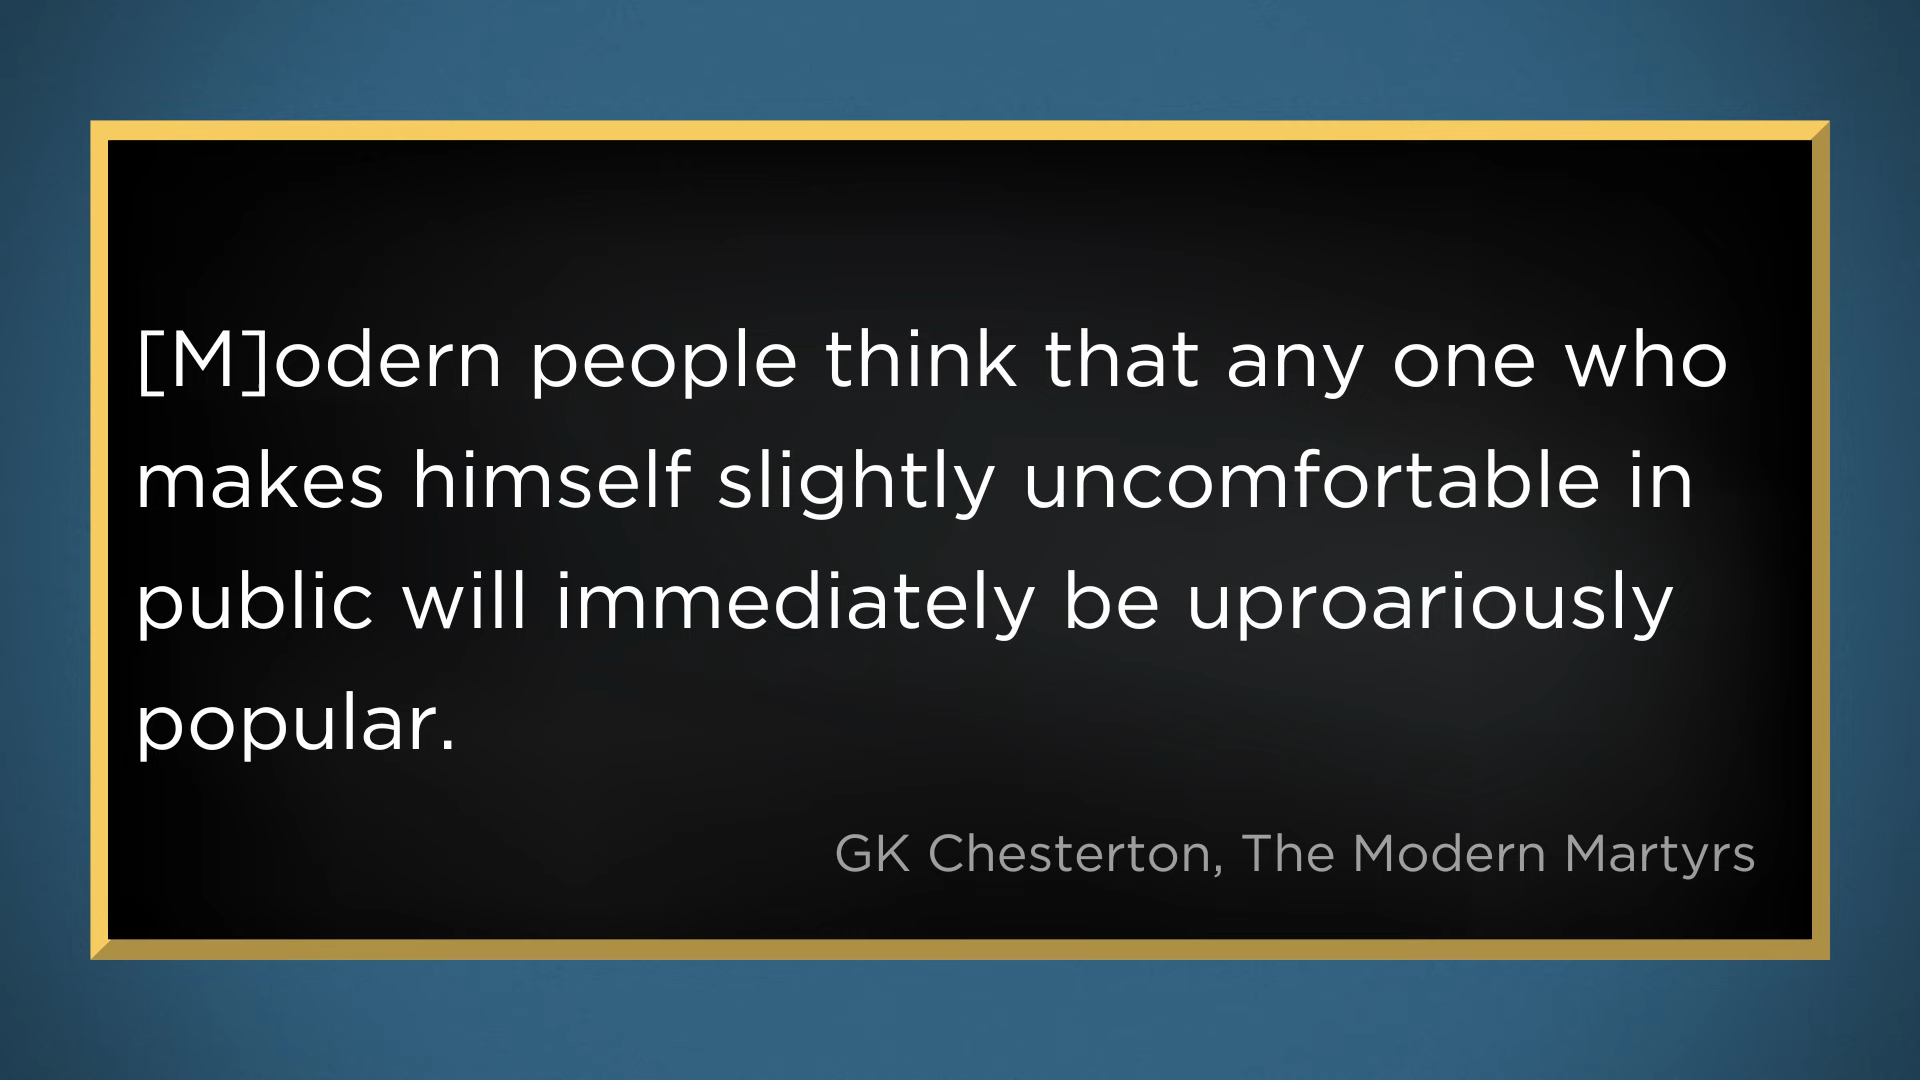 [M]odern people think that any one who
makes himself slightly uncomfortable in
public will immediately be uproariously
popular.
GK Chesterton, The Modern Martyrs